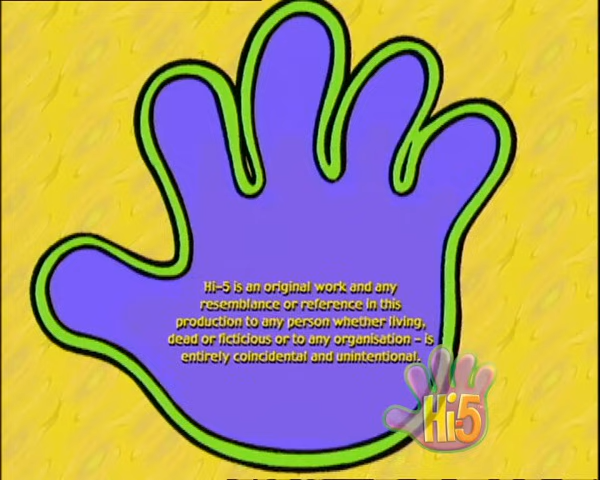 Hi-5 is an original work and any
resemblance or reference in this
production to any person whether living,
dead or ficticious or to any organisation - is
entirely coincidental and unintentional.
Hi-5